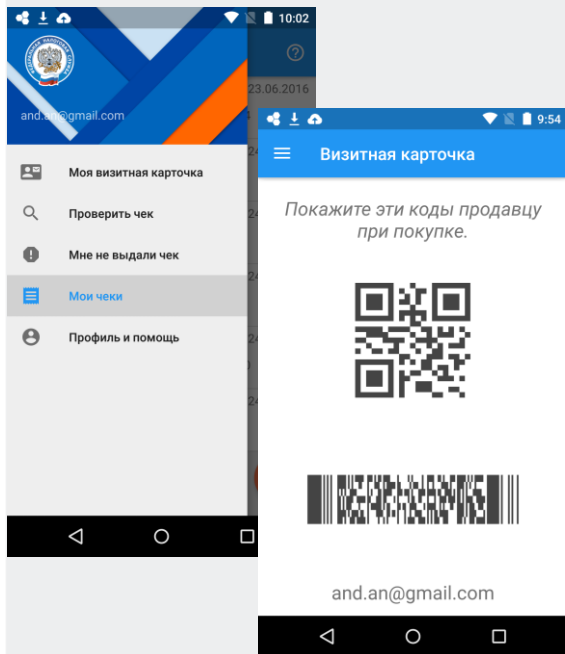 10:02
23.06.2016
and.an@gmail.com
Моя визитная карточка
Проверить чек
Мне не выдали чек
Мои чеки
Профиль и помощь
9:54
Визитная карточка
Покажите эти коды продавцу
при покупке.
and.an@gmail.com